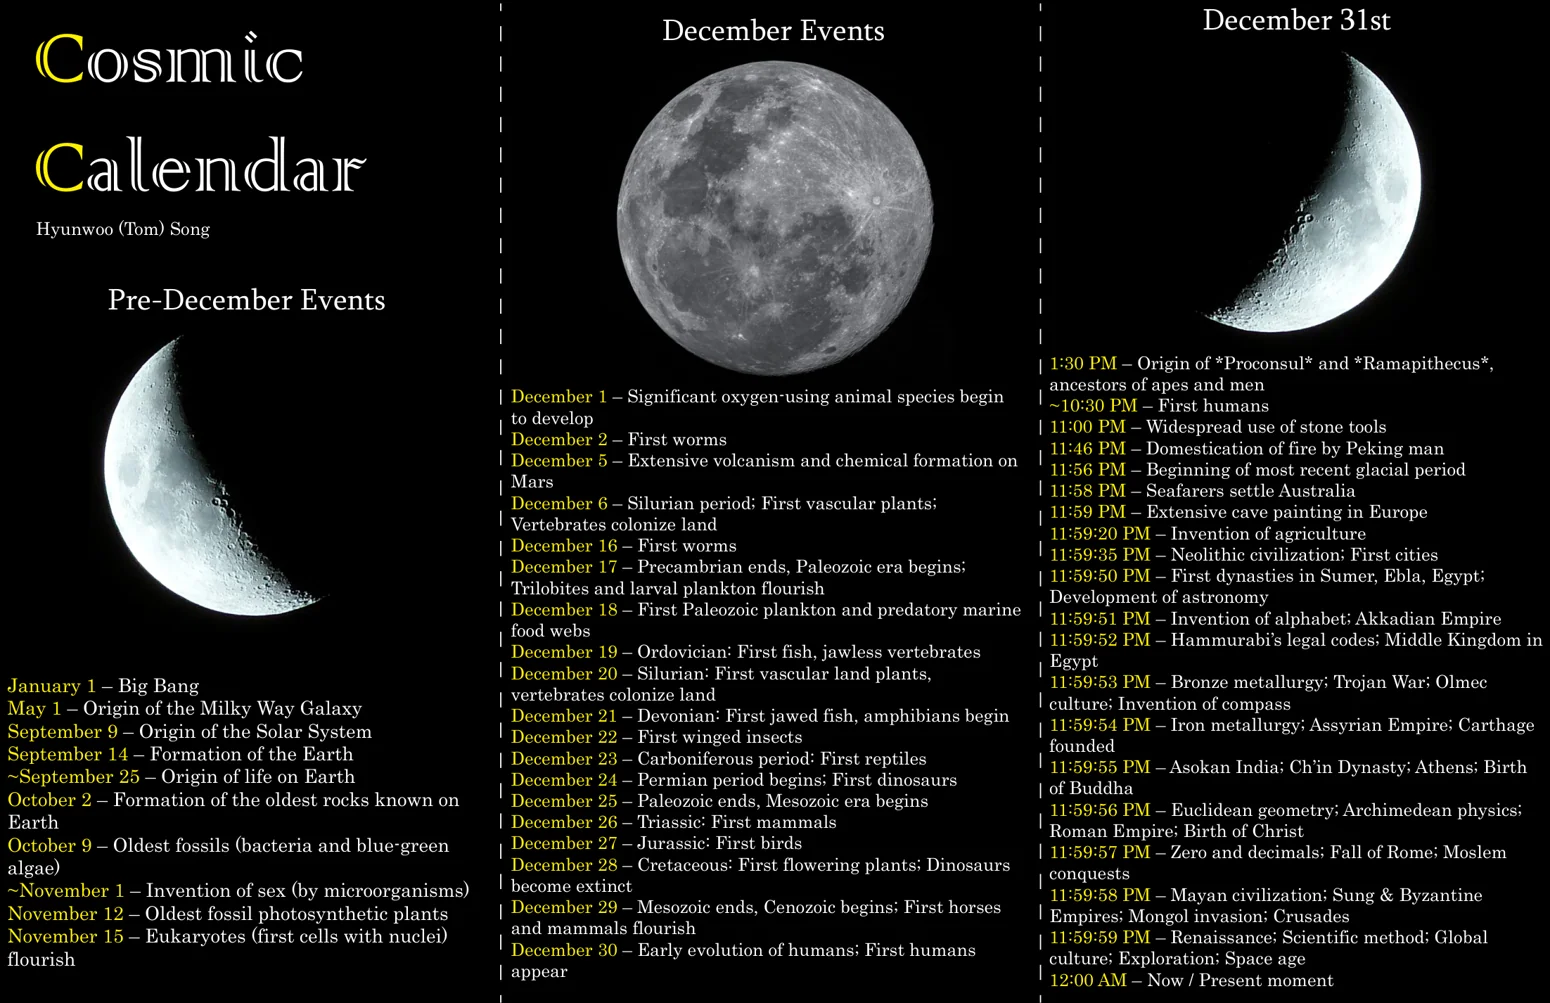 Cosmic
Calendar
Hyunwoo (Tom) Song
Pre-December Events
January 1 – Big Bang
May 1 – Origin of the Milky Way Galaxy
September 9 – Origin of the Solar System
September 14 – Formation of the Earth
~September 25 – Origin of life on Earth
October 2 – Formation of the oldest rocks known on
Earth
October 9 – Oldest fossils (bacteria and blue-green
algae)
~November 1 – Invention of sex (by microorganisms)
November 12 – Oldest fossil photosynthetic plants
November 15 – Eukaryotes (first cells with nuclei)
flourish
December Events
December 1 – Significant oxygen-using animal species begin
to develop
December 2 – First worms
December 5 – Extensive volcanism and chemical formation on
Mars
December 6 – Silurian period; First vascular plants;
Vertebrates colonize land
December 16 – First worms
December 17 – Precambrian ends, Paleozoic era begins;
Trilobites and larval plankton flourish
December 18 – First Paleozoic plankton and predatory marine
food webs
December 19 – Ordovician: First fish, jawless vertebrates
December 20 – Silurian: First vascular land plants,
vertebrates colonize land
December 21 – Devonian: First jawed fish, amphibians begin
December 22 – First winged insects
December 23 – Carboniferous period: First reptiles
December 24 – Permian period begins; First dinosaurs
December 25 – Paleozoic ends, Mesozoic era begins
December 26 – Triassic: First mammals
December 27 – Jurassic: First birds
December 28 – Cretaceous: First flowering plants; Dinosaurs
become extinct
December 29 – Mesozoic ends, Cenozoic begins; First horses
and mammals flourish
December 30 – Early evolution of humans; First humans
appear
December 31st
1:30 PM – Origin of *Proconsul* and *Ramapithecus*,
ancestors of apes and men
~10:30 PM – First humans
11:00 PM – Widespread use of stone tools
11:46 PM – Domestication of fire by Peking man
11:56 PM – Beginning of most recent glacial period
11:58 PM – Seafarers settle Australia
11:59 PM – Extensive cave painting in Europe
11:59:20 PM – Invention of agriculture
11:59:35 PM – Neolithic civilization; First cities
11:59:50 PM – First dynasties in Sumer, Ebla, Egypt;
Development of astronomy
11:59:51 PM – Invention of alphabet; Akkadian Empire
11:59:52 PM – Hammurabi's legal codes; Middle Kingdom in
Egypt
11:59:53 PM – Bronze metallurgy; Trojan War; Olmec
culture; Invention of compass
11:59:54 PM – Iron metallurgy; Assyrian Empire; Carthage
founded
11:59:55 PM – Asokan India; Ch'in Dynasty; Athens; Birth
of Buddha
11:59:56 PM – Euclidean geometry; Archimedean physics;
Roman Empire; Birth of Christ
11:59:57 PM – Zero and decimals; Fall of Rome; Moslem
conquests
11:59:58 PM – Mayan civilization; Sung & Byzantine
Empires; Mongol invasion; Crusades
11:59:59 PM – Renaissance; Scientific method; Global
culture; Exploration; Space age
12:00 AM – Now / Present moment